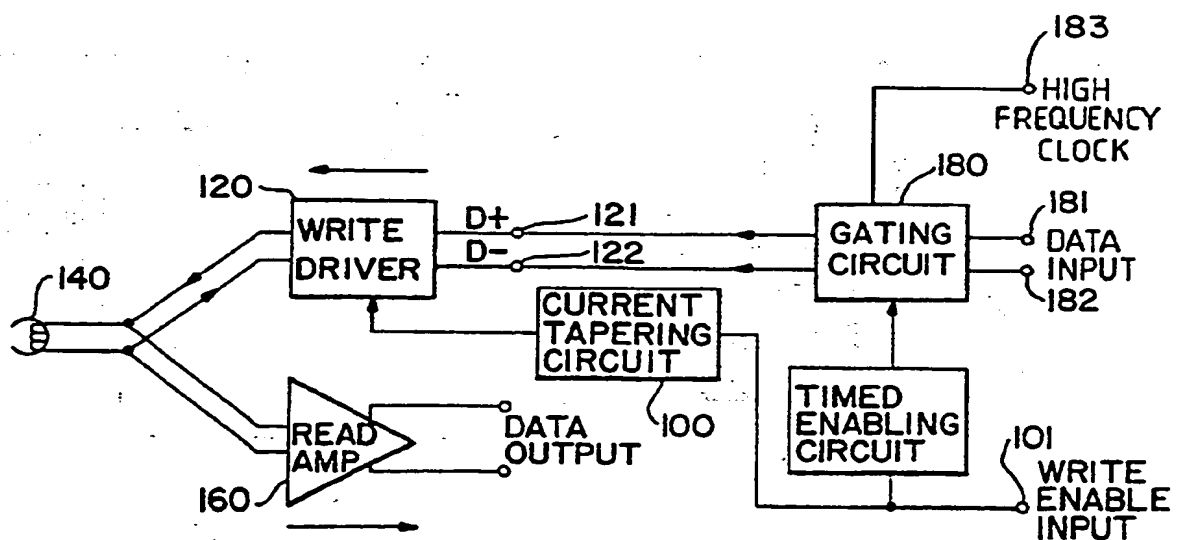 183
HIGH
FREQUENCY
CLOCK
120
180
181
D+
121
WRITE
DRIVER
D-
122
GATING
CIRCUIT
DATA
INPUT
182
140
CURRENT
TAPERING
CIRCUIT
100
TIMED
ENABLING
CIRCUIT
READ
AMP
160
DATA
OUTPUT
101
WRITE
ENABLE
INPUT